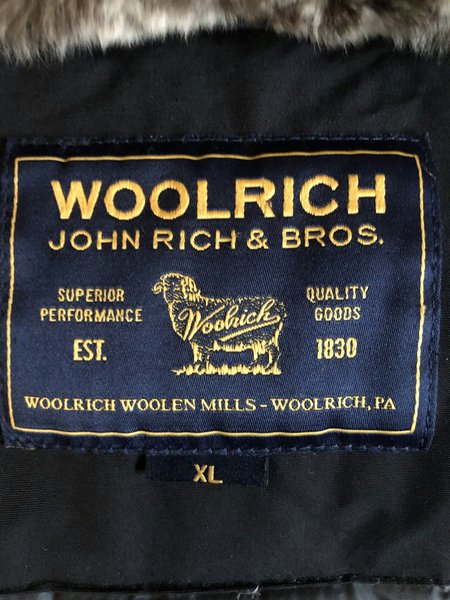 WOOLRICH
JOHN RICH & BROS.
SUPERIOR
PERFORMANCE
Woolrich
QUALITY
GOODS
EST.
1830
WOOLRICH WOOLEN MILLS - WOOLRICH, PA
XL